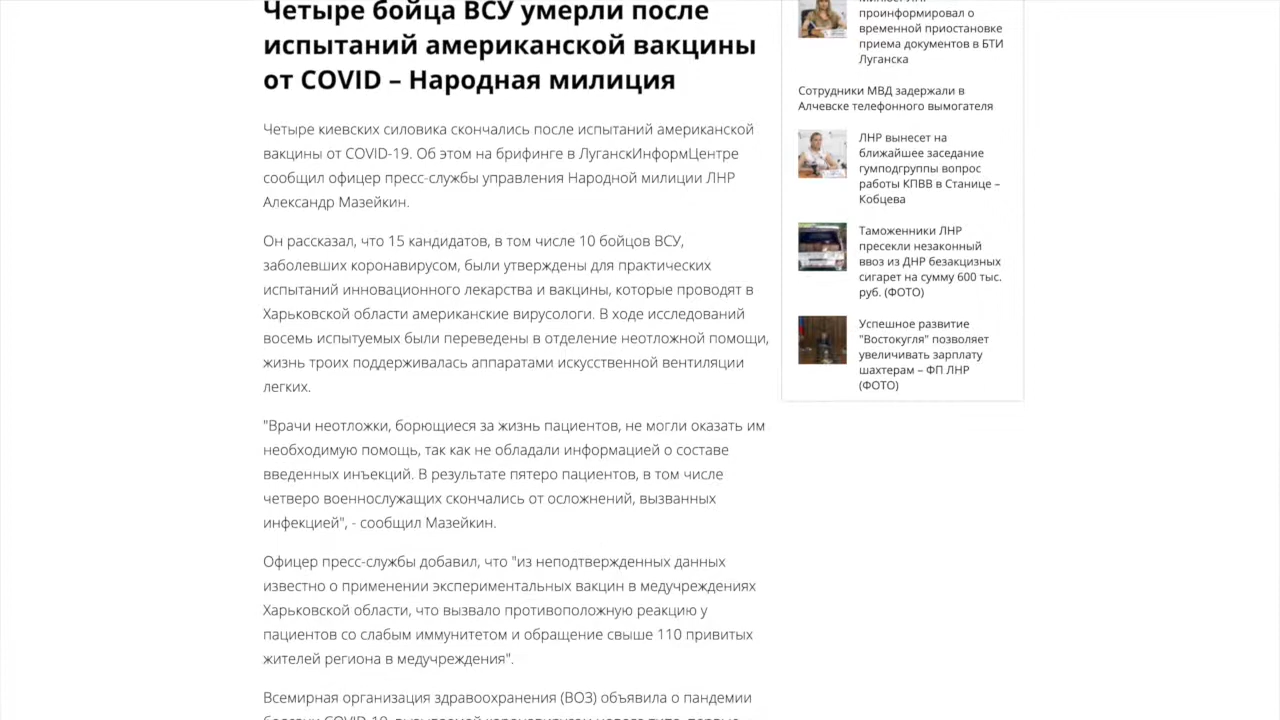 Четыре бойца ВСУ умерли после
испытаний американской вакцины
от COVID – Народная милиция
Четыре киевских силовика скончались после испытаний американской
вакцины от COVID-19. Об этом на брифинге в ЛуганскИнформЦентре
сообщил офицер пресс-службы управления Народной милиции ЛНР
Александр Мазейкин.
Он рассказал, что 15 кандидатов, в том числе 10 бойцов ВСУ,
заболевших коронавирусом, были утверждены для практических
испытаний инновационного лекарства и вакцины, которые проводят в
Харьковской области американские вирусологи. В ходе исследований
восемь испытуемых были переведены в отделение неотложной помощи,
жизнь троих поддерживалась аппаратами искусственной вентиляции
легких.
"Врачи неотложки, борющиеся за жизнь пациентов, не могли оказать им
необходимую помощь, так как не обладали информацией о составе
введенных инъекций. В результате пятеро пациентов, в том числе
четверо военнослужащих скончались от осложнений, вызванных
инфекцией", - сообщил Мазейкин.
Офицер пресс-службы добавил, что "из неподтвержденных данных
известно о применении экспериментальных вакцин в медучреждениях
Харьковской области, что вызвало противоположную реакцию у
пациентов со слабым иммунитетом и обращение свыше 110 привитых
жителей региона в медучреждения".
Всемирная организация здравоохранения (ВОЗ) объявила о пандемии
проинформировал о
временной приостановке
приема документов в БТИ
Луганска
Сотрудники МВД задержали в
Алчевске телефонного вымогателя
ЛНР вынесет на
ближайшее заседание
гумподгруппы вопрос
работы КПВВ в Станице –
Кобцева
Таможенники ЛНР
пресекли незаконный
ввоз из ДНР безакцизных
сигарет на сумму 600 тыс.
руб. (ФОТО)
Успешное развитие
"Востокугля" позволяет
увеличивать зарплату
шахтерам – ФП ЛНР
(ФОТО)